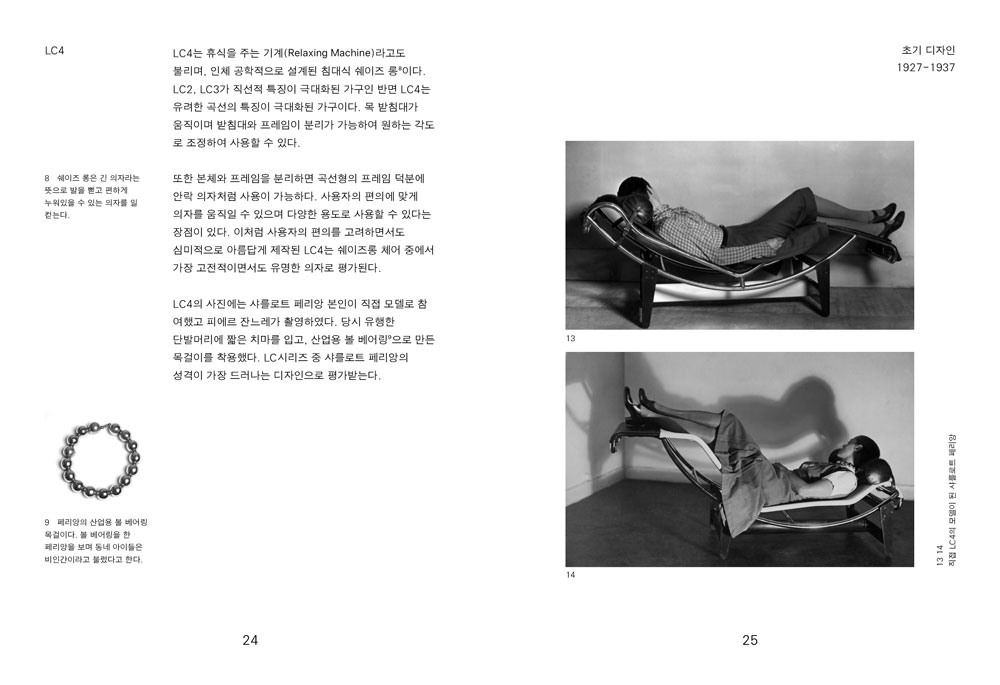 LC4
LC4는 휴식을 주는 기계(Relaxing Machine)라고도
불리며, 인체 공학적으로 설계된 침대식 쉐이즈 롱⁸이다.
LC2, LC3가 직선적 특징이 극대화된 가구인 반면 LC4는
유려한 곡선의 특징이 극대화된 가구이다. 목 받침대가
움직이며 받침대와 프레임이 분리가 가능하여 원하는 각도
로 조정하여 사용할 수 있다.
8 쉐이즈 롱은 긴 의자라는
뜻으로 발을 뻗고 편하게
누워있을 수 있는 의자를 일
컫는다.
또한 본체와 프레임을 분리하면 곡선형의 프레임 덕분에
안락 의자처럼 사용이 가능하다. 사용자의 편의에 맞게
의자를 움직일 수 있으며 다양한 용도로 사용할 수 있다는
장점이 있다. 이처럼 사용자의 편의를 고려하면서도
심미적으로 아름답게 제작된 LC4는 쉐이즈롱 체어 중에서
가장 고전적이면서도 유명한 의자로 평가된다.
LC4의 사진에는 샤를로트 페리앙 본인이 직접 모델로 참
여했고 피에르 잔느레가 촬영하였다. 당시 유행한
단발머리에 짧은 치마를 입고, 산업용 볼 베어링⁹으로 만든
목걸이를 착용했다. LC시리즈 중 샤를로트 페리앙의
성격이 가장 드러나는 디자인으로 평가받는다.
9 페리앙의 산업용 볼 베어링
목걸이다. 볼 베어링을 한
페리앙을 보며 동네 아이들은
비인간이라고 불렀다고 한다.
24
초기 디자인
1927-1937
13
14
13 14
직접 LC4의 모델이 된 샤를로트 페리앙
25